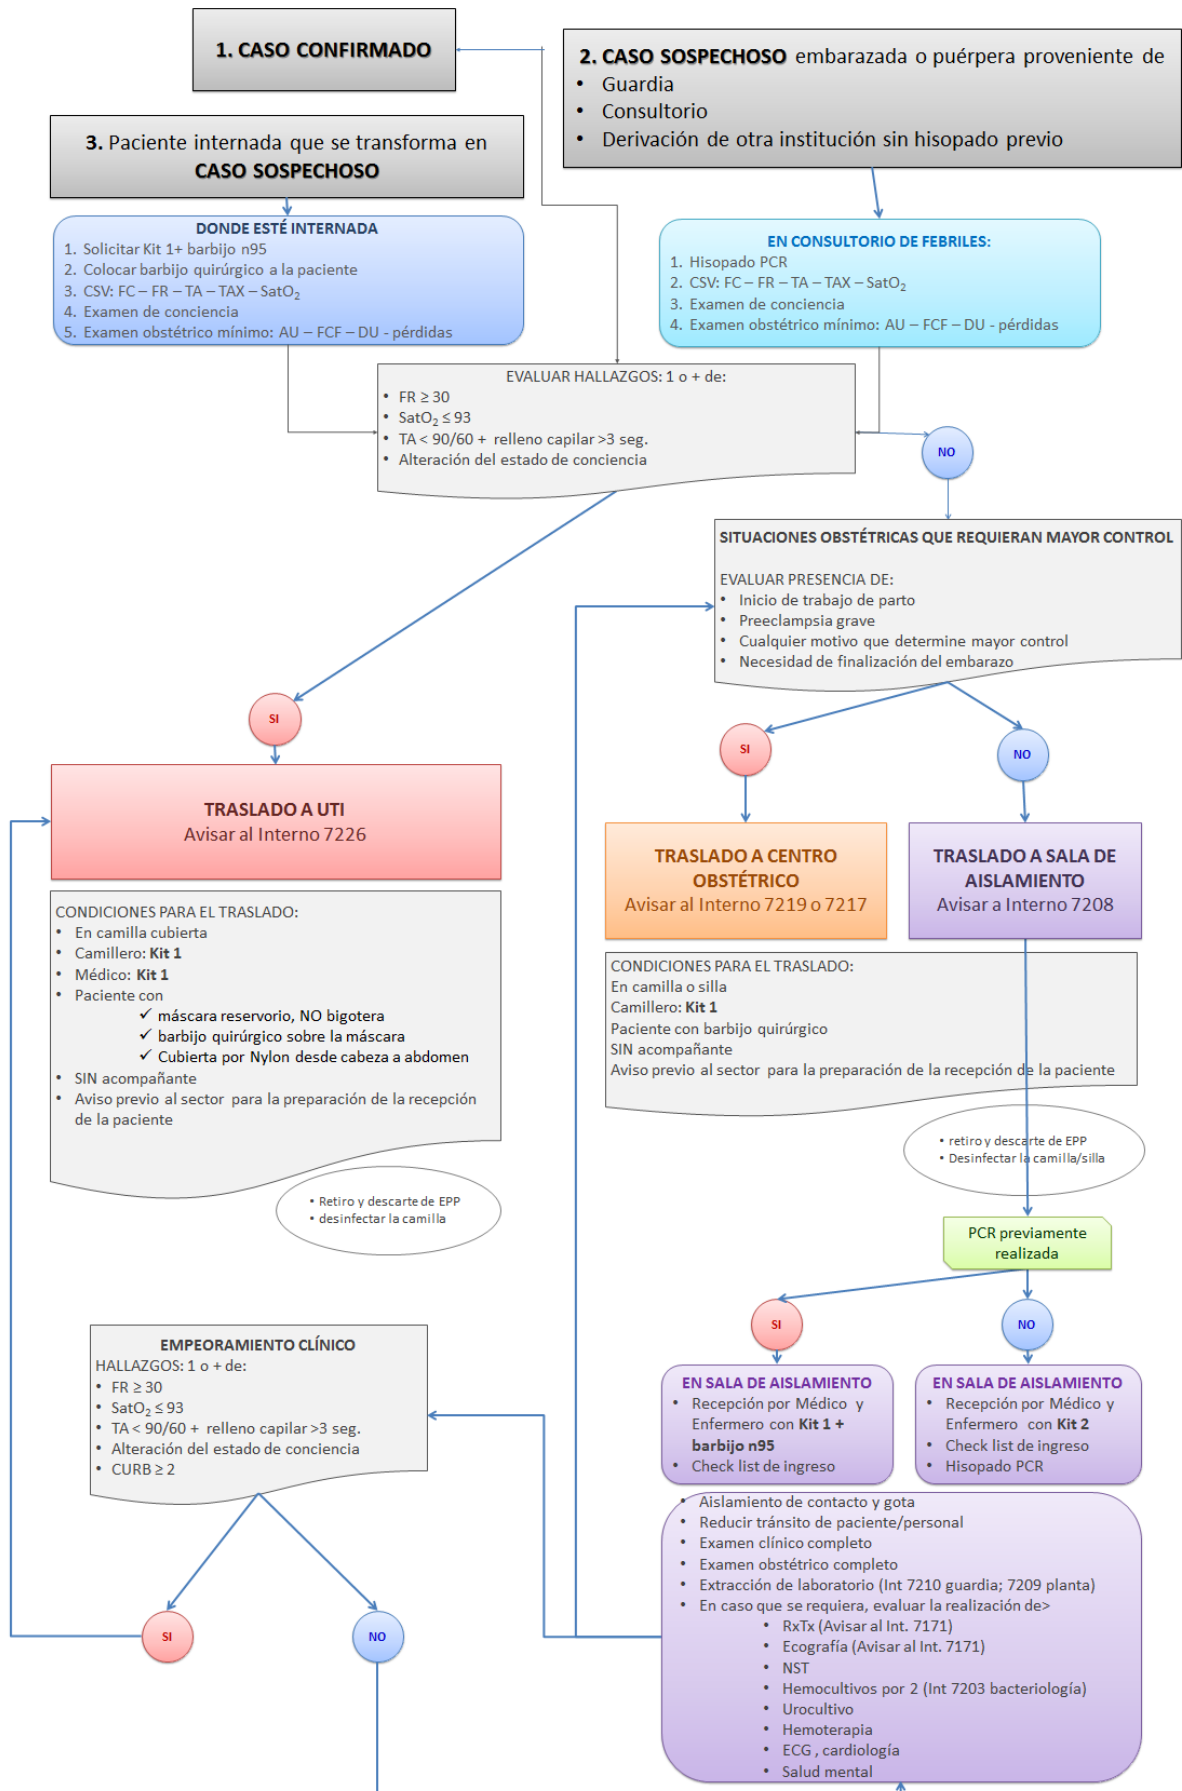 1. CASO CONFIRMADO
2. CASO SOSPECHOSO embarazada o puérpera proveniente de
• Guardia
• Consultorio
• Derivación de otra institución sin hisopado previo
3. Paciente internada que se transforma en
CASO SOSPECHOSO
DONDE ESTÉ INTERNADA
1. Solicitar Kit 1+ barbijo n95
2. Colocar barbijo quirúrgico a la paciente
3. CSV: FC – FR – TA – TAX – SatO2
4. Examen de conciencia
5. Examen obstétrico mínimo: AU – FCF – DU - pérdidas
EN CONSULTORIO DE FEBRILES:
1. Hisopado PCR
2. CSV: FC – FR – TA – TAX – SatO2
3. Examen de conciencia
4. Examen obstétrico mínimo: AU – FCF – DU - pérdidas
EVALUAR HALLAZGOS: 1 o + de:
• FR ≥ 30
• SatO2 ≤ 93
• TA < 90/60 + relleno capilar >3 seg.
• Alteración del estado de conciencia
NO
SITUACIONES OBSTÉTRICAS QUE REQUIERAN MAYOR CONTROL
EVALUAR PRESENCIA DE:
• Inicio de trabajo de parto
• Preeclampsia grave
• Cualquier motivo que determine mayor control
• Necesidad de finalización del embarazo
SI
SI
NO
TRASLADO A UTI
Avisar al Interno 7226
TRASLADO A CENTRO
OBSTÉTRICO
Avisar al Interno 7219 o 7217
TRASLADO A SALA DE
AISLAMIENTO
Avisar a Interno 7208
CONDICIONES PARA EL TRASLADO:
• En camilla cubierta
• Camillero: Kit 1
• Médico: Kit 1
• Paciente con
✓ máscara reservorio, NO bigotera
✓ barbijo quirúrgico sobre la máscara
✓ Cubierta por Nylon desde cabeza a abdomen
• SIN acompañante
• Aviso previo al sector para la preparación de la recepción
de la paciente
CONDICIONES PARA EL TRASLADO:
En camilla o silla
Camillero: Kit 1
Paciente con barbijo quirúrgico
SIN acompañante
Aviso previo al sector para la preparación de la recepción de la paciente
• retiro y descarte de EPP
• Desinfectar la camilla/silla
• Retiro y descarte de EPP
• desinfectar la camilla
PCR previamente
realizada
SI
NO
EMPEORAMIENTO CLÍNICO
HALLAZGOS: 1 o + de:
• FR ≥ 30
• SatO2 ≤ 93
• TA < 90/60 + relleno capilar >3 seg.
• Alteración del estado de conciencia
• CURB ≥ 2
EN SALA DE AISLAMIENTO
• Recepción por Médico y
Enfermero con Kit 1 +
barbijo n95
• Check list de ingreso
EN SALA DE AISLAMIENTO
• Recepción por Médico y
Enfermero con Kit 2
• Check list de ingreso
• Hisopado PCR
• Aislamiento de contacto y gota
• Reducir tránsito de paciente/personal
• Examen clínico completo
• Examen obstétrico completo
• Extracción de laboratorio (Int 7210 guardia; 7209 planta)
• En caso que se requiera, evaluar la realización de>
• RxTx (Avisar al Int. 7171)
• Ecografía (Avisar al Int. 7171)
• NST
• Hemocultivos por 2 (Int 7203 bacteriología)
• Urocultivo
• Hemoterapia
• ECG , cardiología
• Salud mental
SI
NO